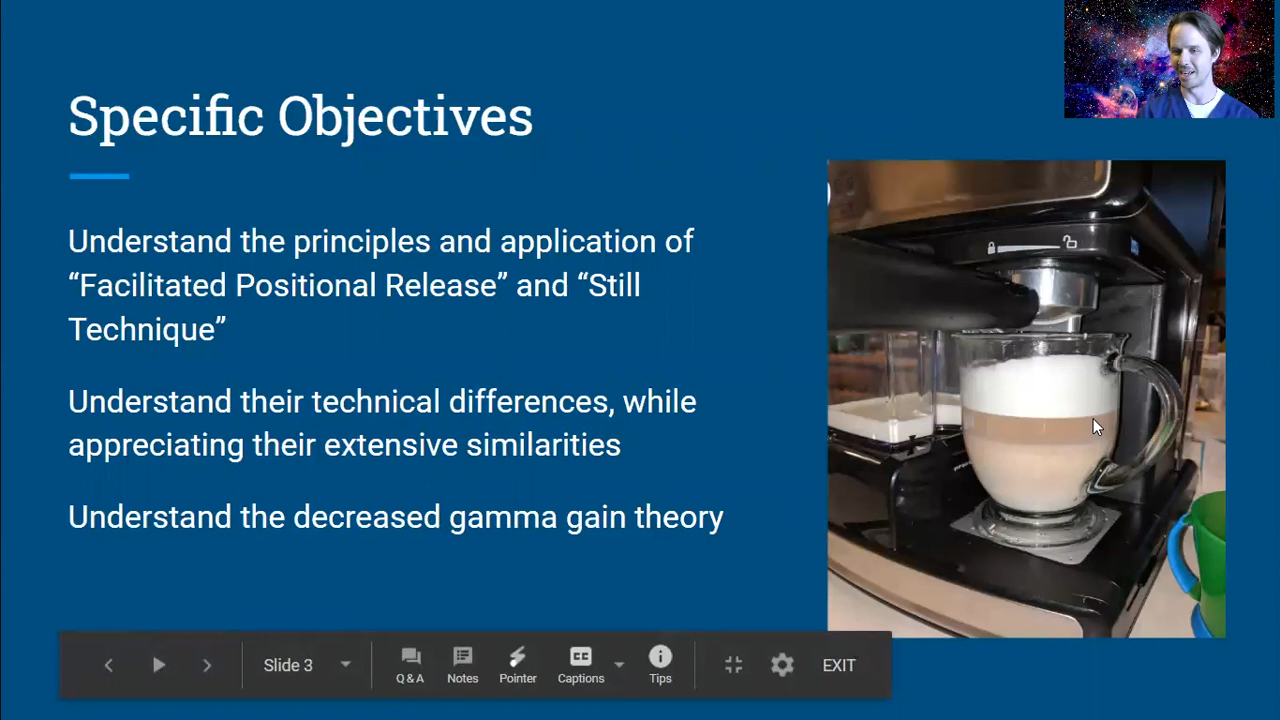 Specific Objectives
Understand the principles and application of
“Facilitated Positional Release” and “Still
Technique”
Understand their technical differences, while
appreciating their extensive similarities
Understand the decreased gamma gain theory
Slide 3
Q & A
Notes
Pointer
CC
Captions
Tips
EXIT